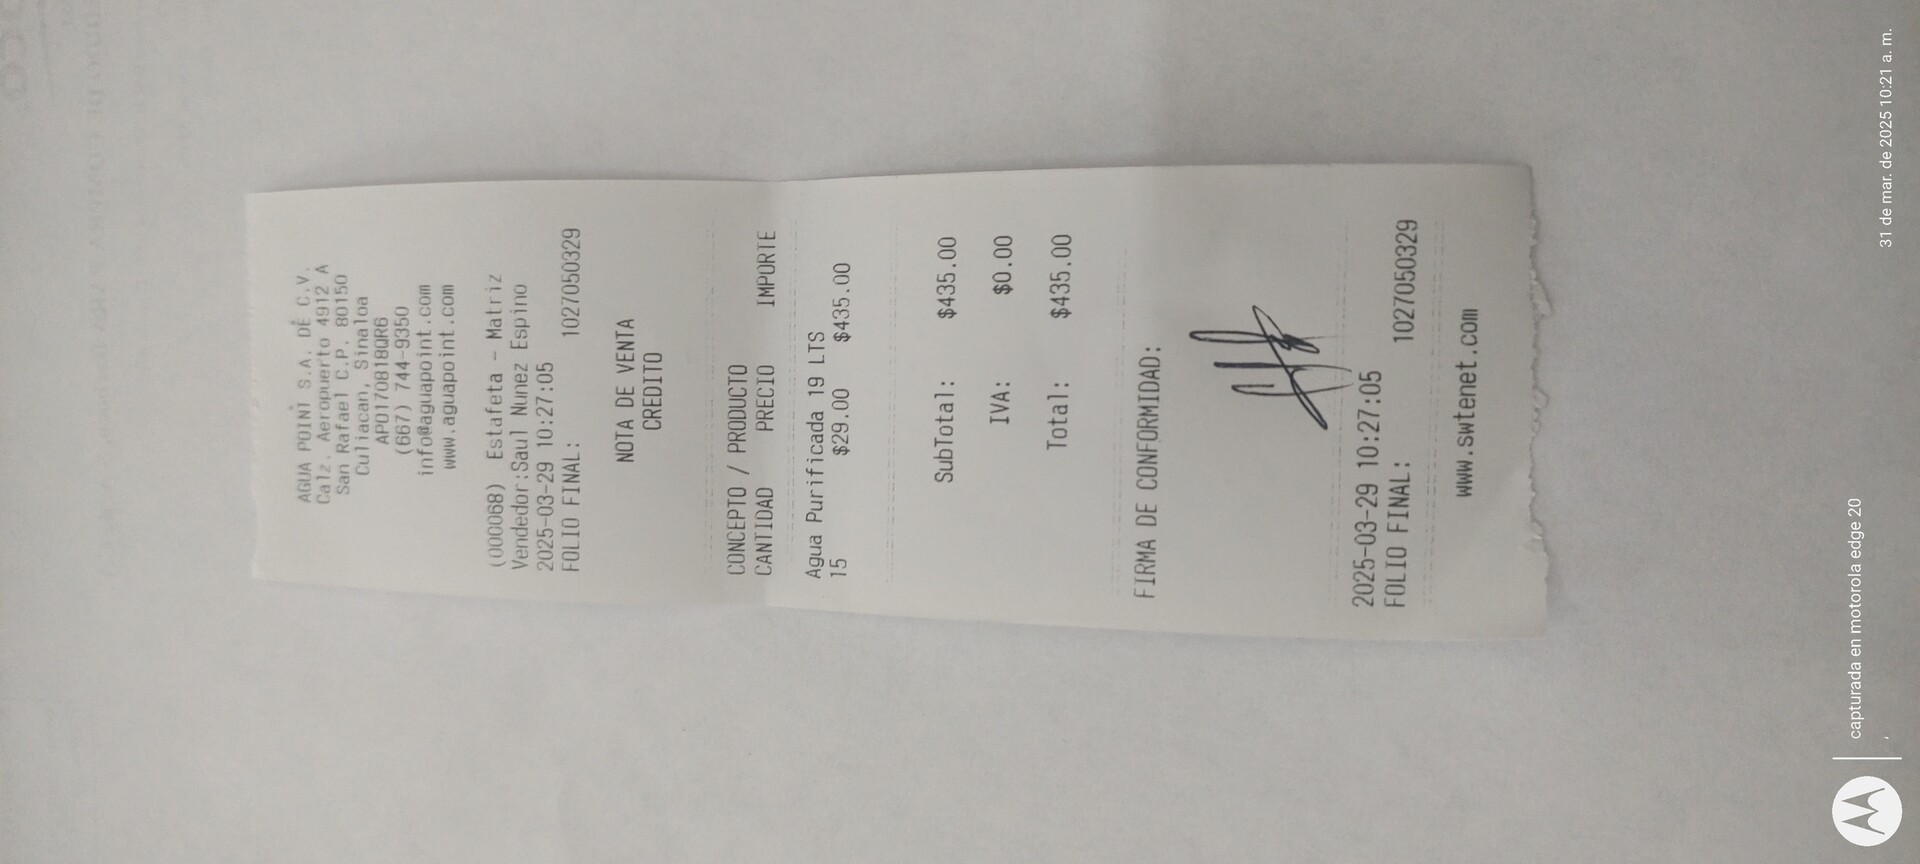 AGUA POINT S.A. DE C.V.
Calz. Aeropuerto 4912 A
San Rafael C.P. 80150
Culiacan, Sinaloa
APO170818QR6
(667) 744-9350
info@aguapoint.com
www.aguapoint.com
(000068) Estafeta - Matriz
Vendedor:Saul Nunez Espino
2025-03-29 10:27:05
FOLIO FINAL: 1027050329
NOTA DE VENTA
CREDITO
CONCEPTO / PRODUCTO
CANTIDAD PRECIO IMPORTE
Agua Purificada 19 LTS
15 $29.00 $435.00
SubTotal: $435.00
IVA: $0.00
Total: $435.00
FIRMA DE CONFORMIDAD:
2025-03-29 10:27:05
FOLIO FINAL: 1027050329
www.swtenet.com
capturada en motorola edge 20
31 de mar. de 2025 10:21 a. m.